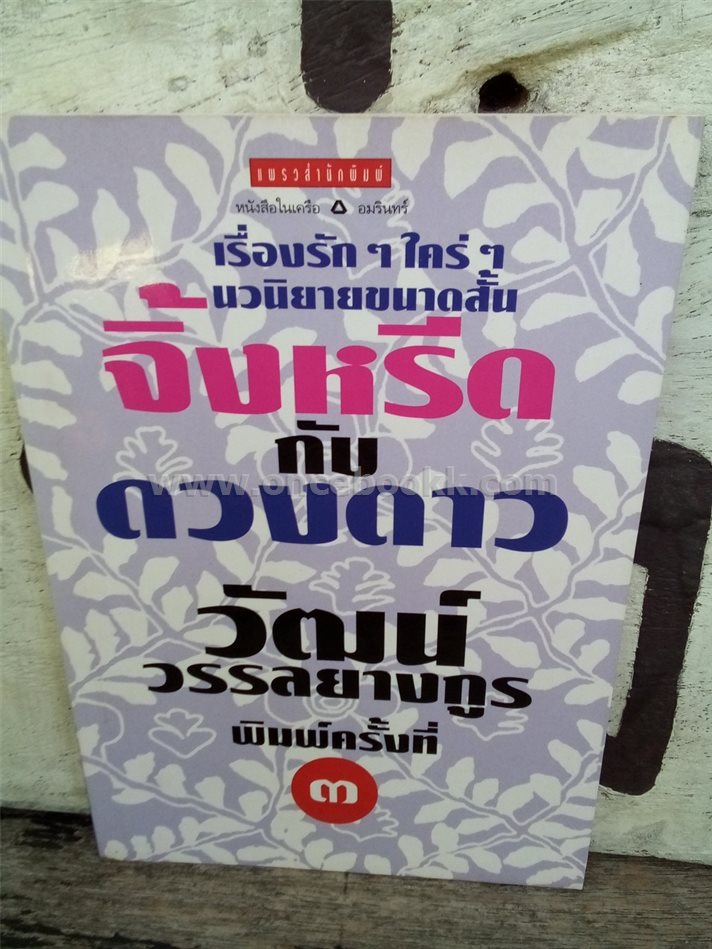 แพรวสำนักพิมพ์
หนังสือในเครือ อมรินทร์
เรื่องรัก ๆ ใคร่ ๆ
นวนิยายขนาดสั้น
จิ้งหรีด
กับ
www.oncebookk.com
ดวงดาว
วัฒน์
วรรลยางกูร
พิมพ์ครั้งที่
๓